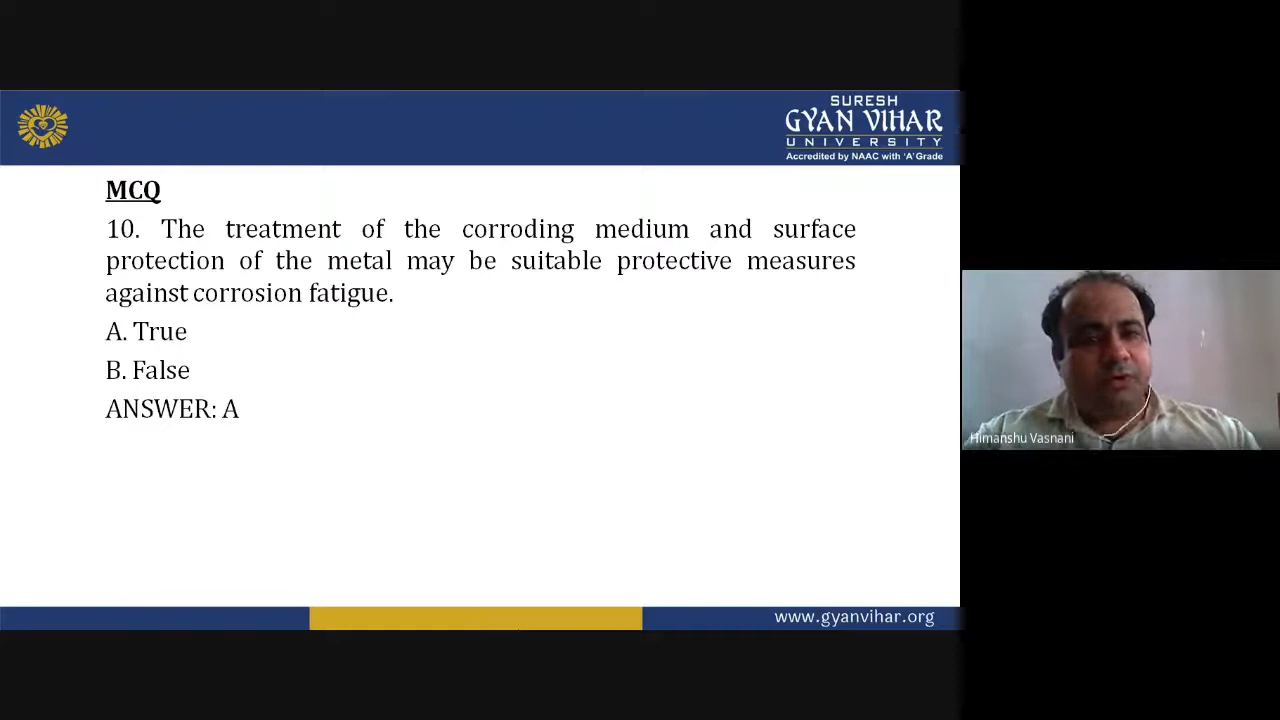 SURESH
GYAN VIHAR
UNIVERSITY
Accredited by NAAC with 'A' Grade
MCQ
10. The treatment of the corroding medium and surface
protection of the metal may be suitable protective measures
against corrosion fatigue.
A. True
B. False
ANSWER: A
Himanshu Vasnani
www.gyanvihar.org